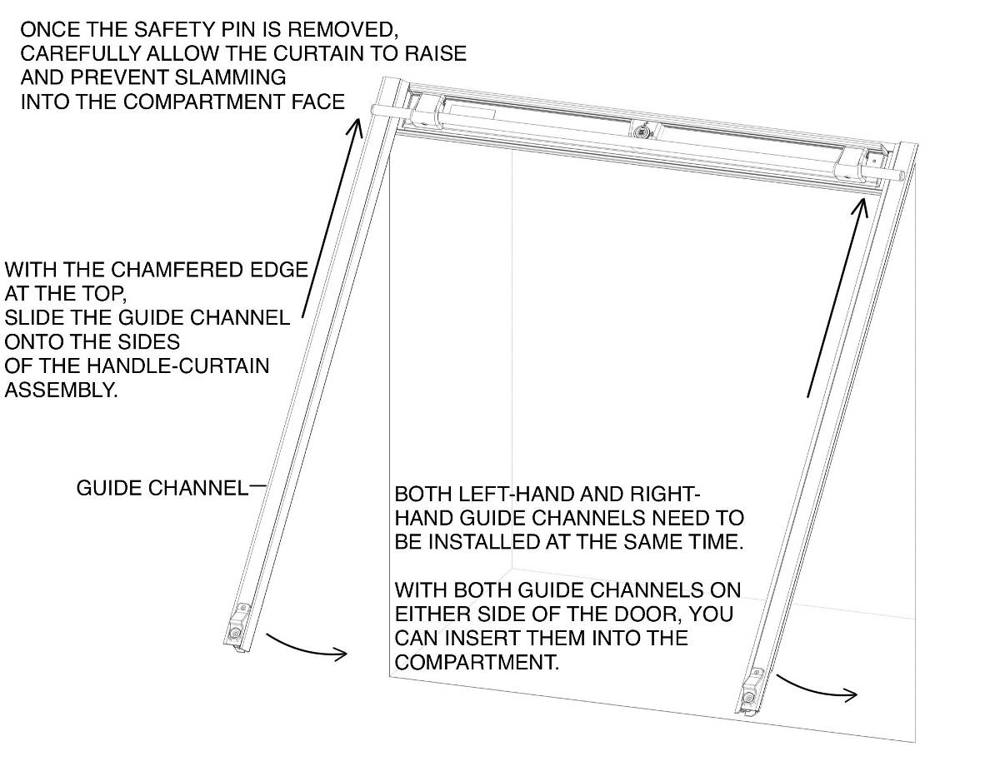 ONCE THE SAFETY PIN IS REMOVED,
CAREFULLY ALLOW THE CURTAIN TO RAISE
AND PREVENT SLAMMING
INTO THE COMPARTMENT FACE
WITH THE CHAMFERED EDGE
AT THE TOP,
SLIDE THE GUIDE CHANNEL
ONTO THE SIDES
OF THE HANDLE-CURTAIN
ASSEMBLY.
GUIDE CHANNEL
BOTH LEFT-HAND AND RIGHT-
HAND GUIDE CHANNELS NEED TO
BE INSTALLED AT THE SAME TIME.
WITH BOTH GUIDE CHANNELS ON
EITHER SIDE OF THE DOOR, YOU
CAN INSERT THEM INTO THE
COMPARTMENT.